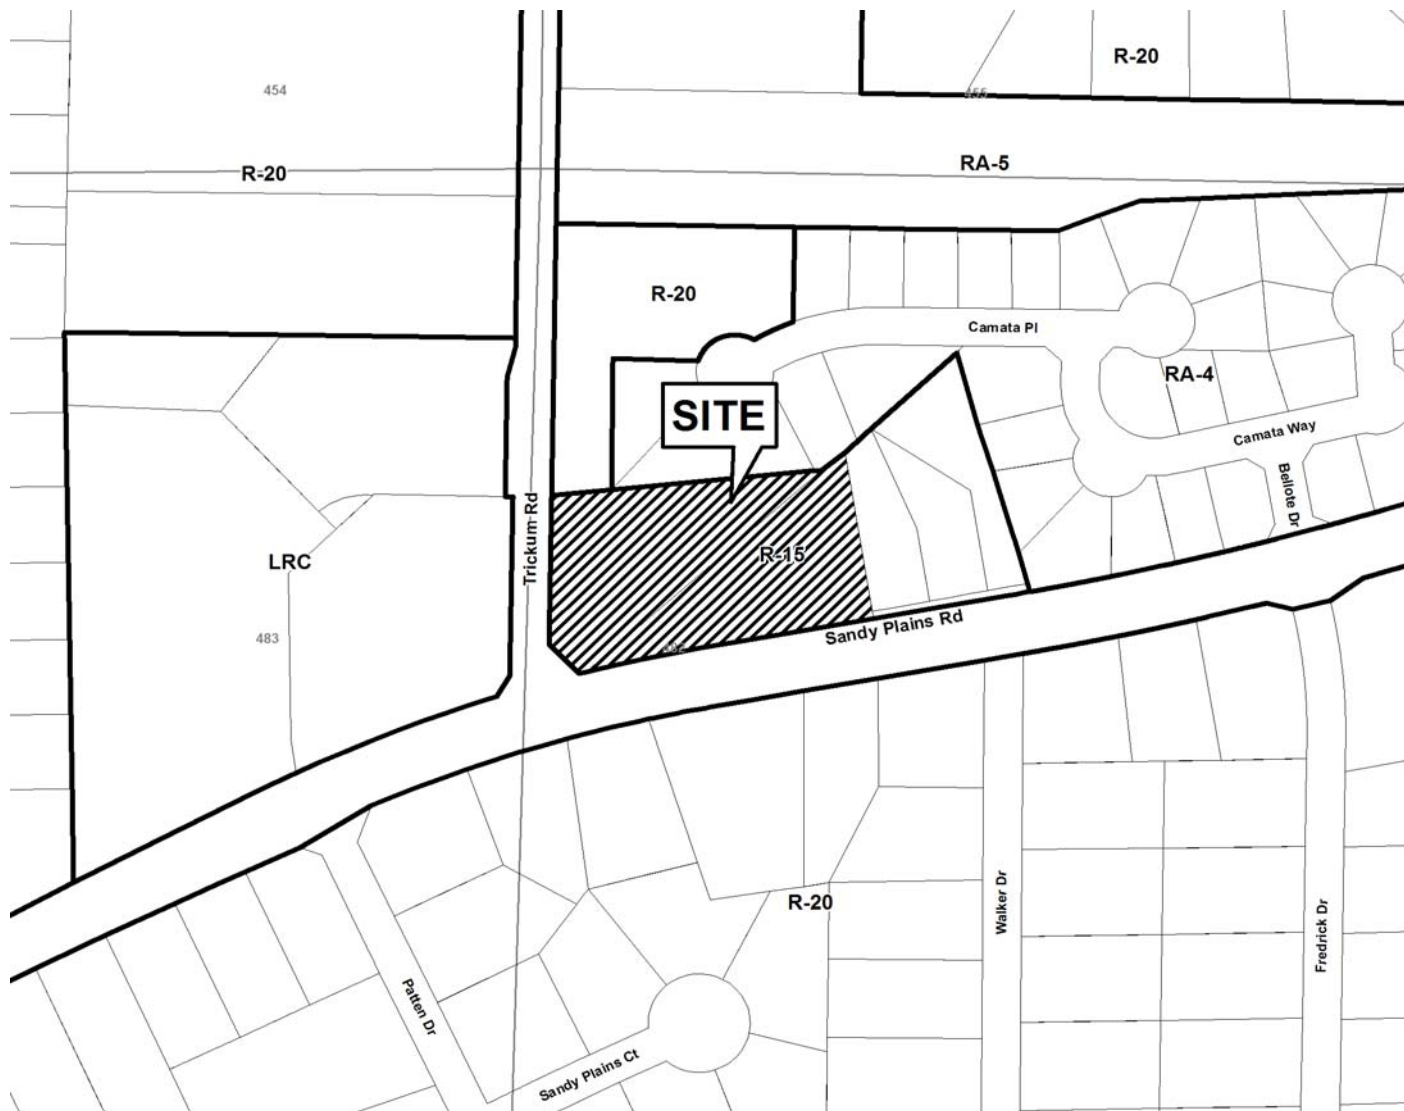 R-20
454
455
RA-5
R-20
R-20
Camata Pl
RA-4
SITE
Camata Way
Bellote Dr
Trickum Rd
R-15
LRC
Sandy Plains Rd
483
482
R-20
Walker Dr
Fredrick Dr
Patten Dr
Sandy Plains Ct